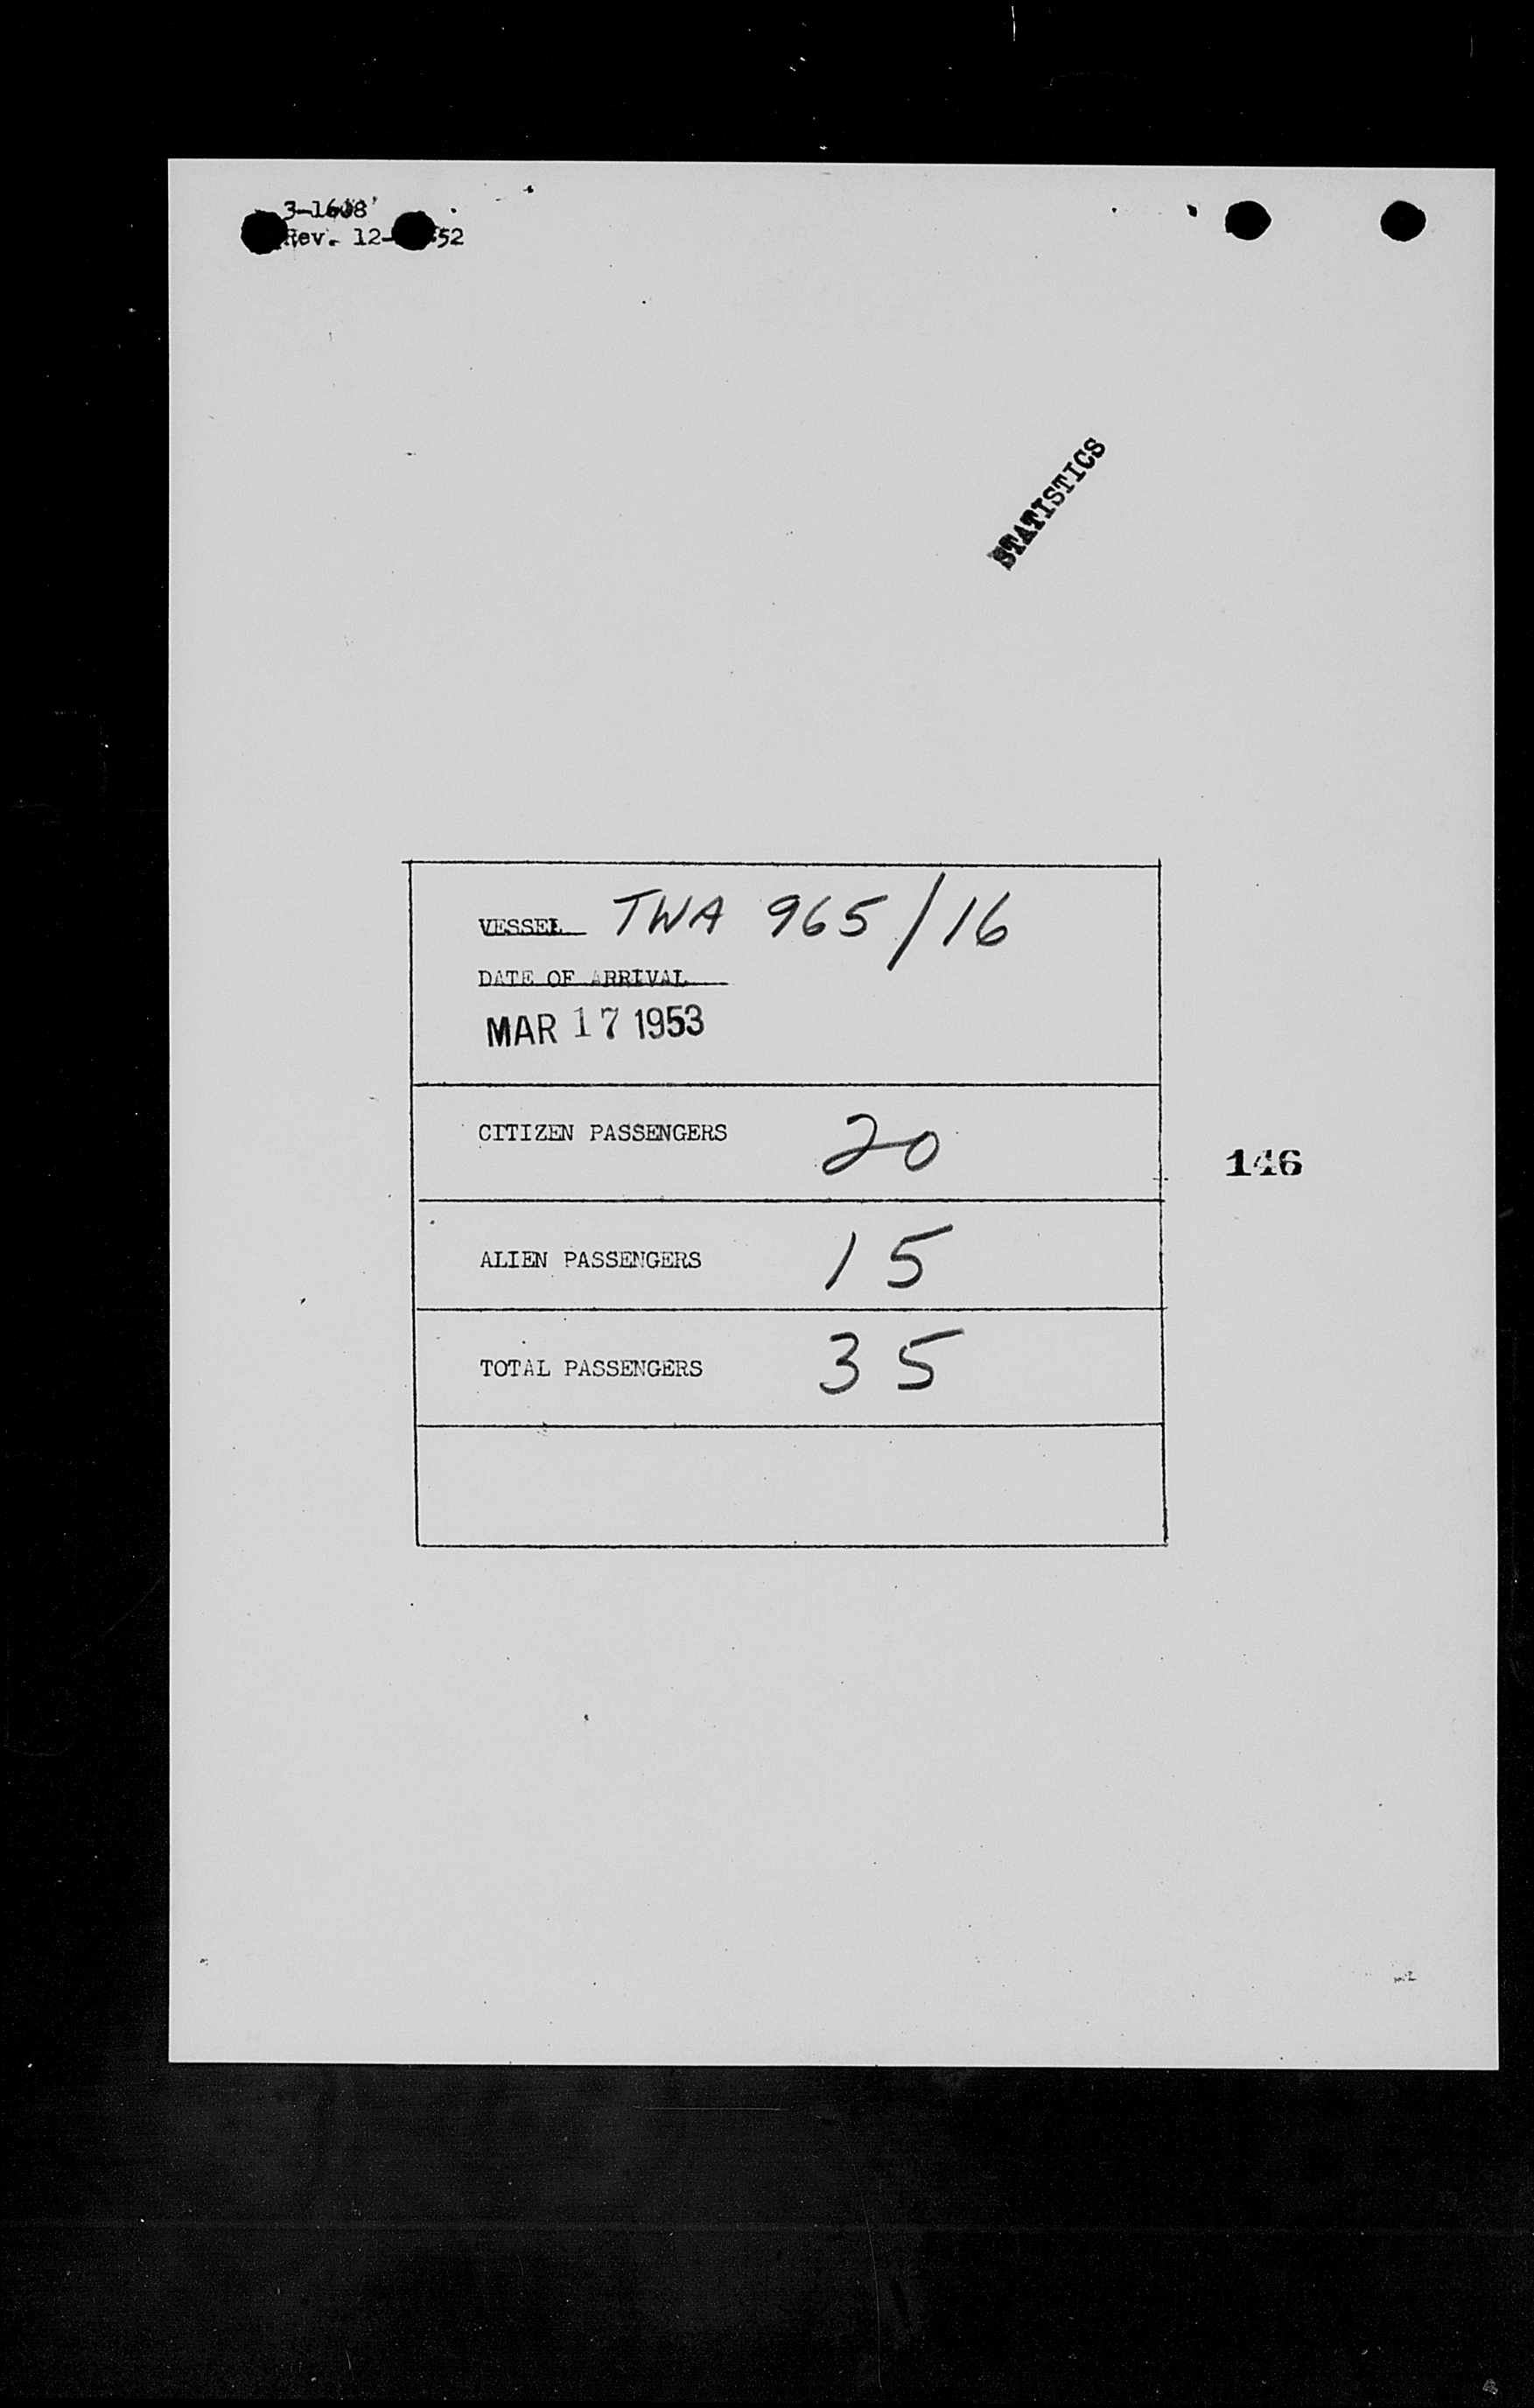 3-1608
Rev. 12- 52
STATISTICS
VESSEL TWA 965/16
DATE OF ARRIVAL
MAR 17 1953
CITIZEN PASSENGERS 20
146
ALIEN PASSENGERS 15
TOTAL PASSENGERS 35